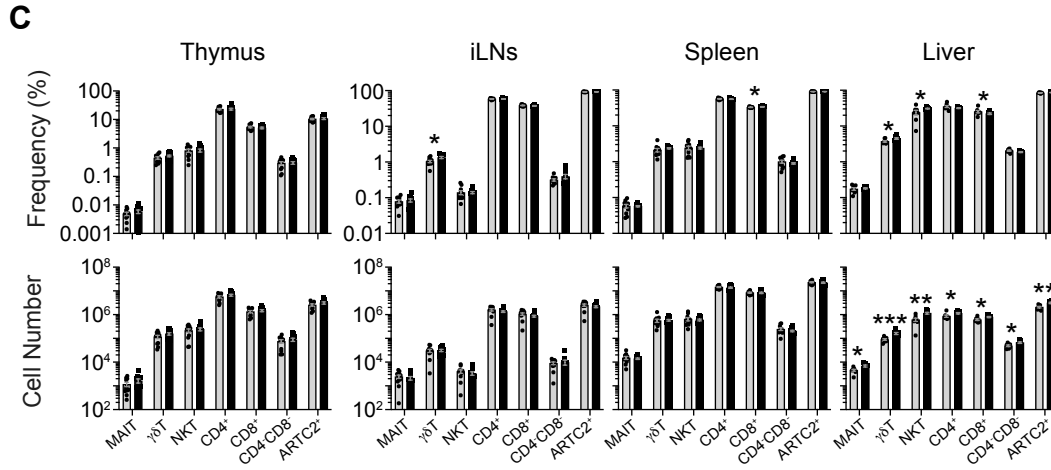 C
Thymus iLNs Spleen Liver
Frequency (%)
100
10
1
0.1
0.01
0.001
100
10
1
0.1
0.01
*
*
* * *
Cell Number
10⁸
10⁶
10⁴
10²
10⁸
10⁶
10⁴
10²
* *** ** * * * **
MAIT γδT NKT CD4⁺ CD8⁺ CD4⁻CD8⁻ ARTC2⁺
MAIT γδT NKT CD4⁺ CD8⁺ CD4⁻CD8⁻ ARTC2⁺
MAIT γδT NKT CD4⁺ CD8⁺ CD4⁻CD8⁻ ARTC2⁺
MAIT γδT NKT CD4⁺ CD8⁺ CD4⁻CD8⁻ ARTC2⁺